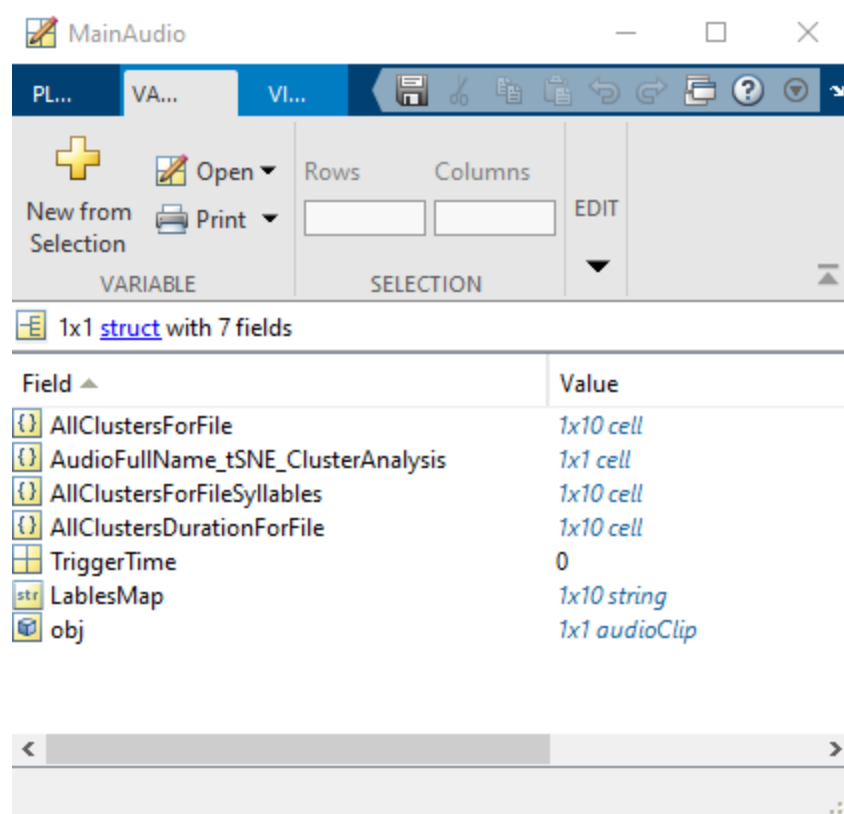 MainAudio
PL... VA... VI...
New from Selection
Open
Print
VARIABLE
Rows Columns
SELECTION
EDIT
1x1 struct with 7 fields
Field Value
{} AllClustersForFile 1x10 cell
{} AudioFullName_tSNE_ClusterAnalysis 1x1 cell
{} AllClustersForFileSyllables 1x10 cell
{} AllClustersDurationForFile 1x10 cell
TriggerTime 0
str LablesMap 1x10 string
obj 1x1 audioClip